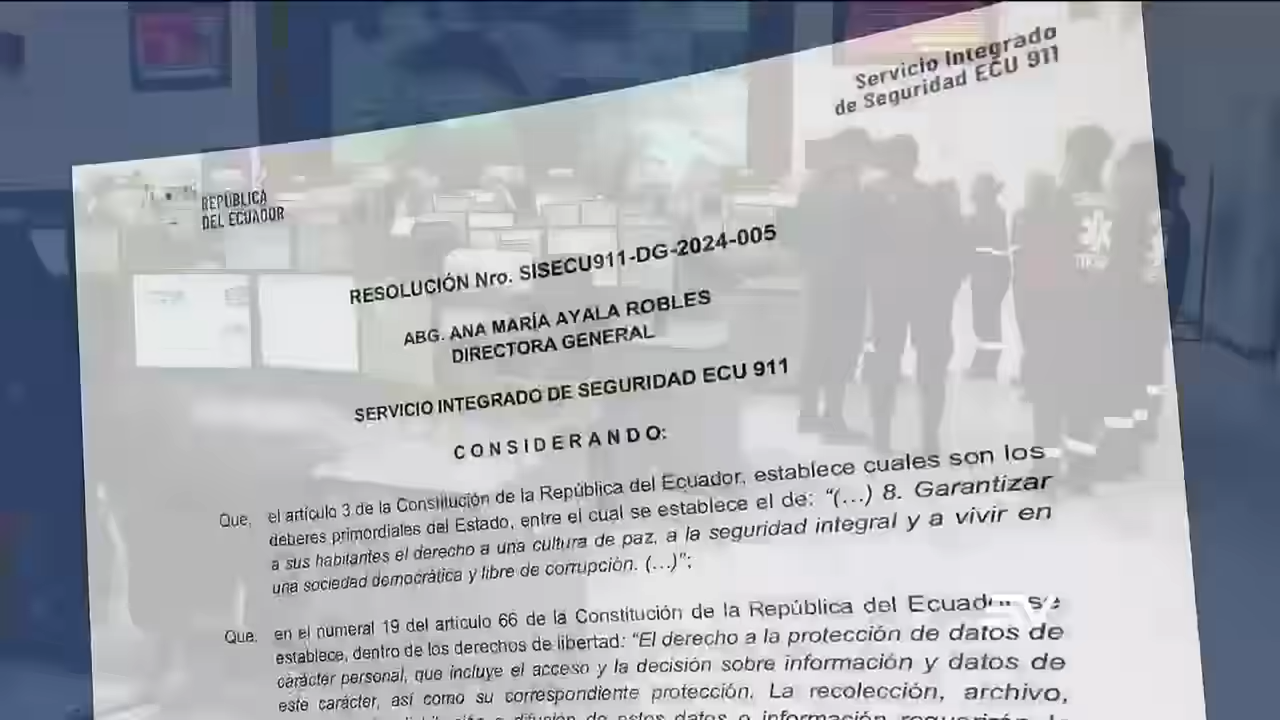 Servicio Integrado
de Seguridad ECU 911
REPÚBLICA
DEL ECUADOR
RESOLUCIÓN Nro. SISECU911-DG-2024-005
ABG. ANA MARÍA AYALA ROBLES
DIRECTORA GENERAL
SERVICIO INTEGRADO DE SEGURIDAD ECU 911
CONSIDERANDO:
Que, el artículo 3 de la Constitución de la República del Ecuador, establece cuales son los
deberes primordiales del Estado, entre el cual se establece el de: “(...) 8. Garantizar
a sus habitantes el derecho a una cultura de paz, a la seguridad integral y a vivir en
una sociedad democrática y libre de corrupción. (...)”;
Que, en el numeral 19 del artículo 66 de la Constitución de la República del Ecuador se
establece, dentro de los derechos de libertad: “El derecho a la protección de datos de
carácter personal, que incluye el acceso y la decisión sobre información y datos de
este carácter, así como su correspondiente protección. La recolección, archivo,
de estos datos o información